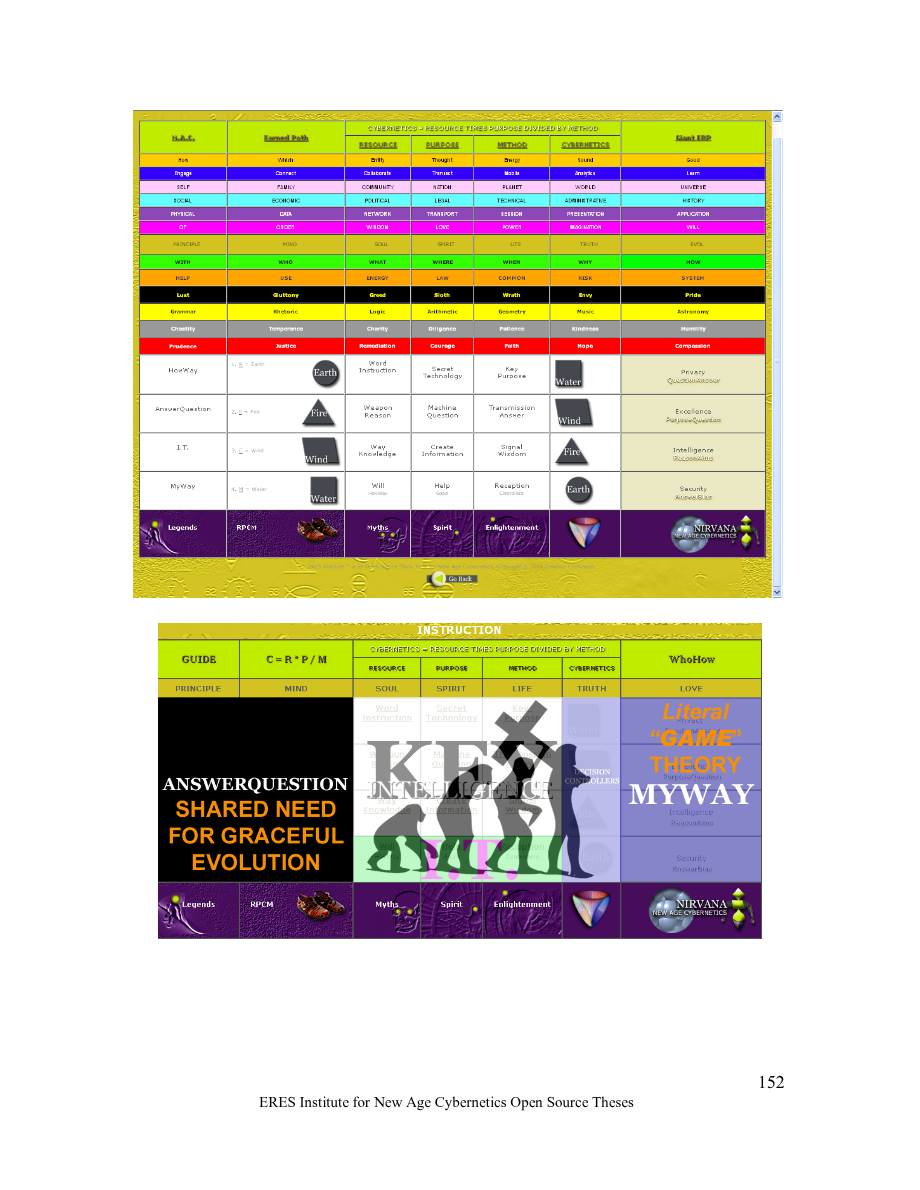 CYBERNETICS = RESOURCE TIMES PURPOSE DIVIDED BY METHOD
Earned Path Giant ERP
RESOURCE PURPOSE METHOD CYBERNETICS
How Which Entity Thought Energy Sound Good
Engage Connect Collaborate Transact Mobile Analytics Learn
SELF FAMILY COMMUNITY NATION PLANET WORLD UNIVERSE
SOCIAL ECONOMIC POLITICAL LEGAL TECHNICAL ADMINISTRATIVE HISTORY
PHYSICAL DATA NETWORK TRANSPORT SESSION PRESENTATION APPLICATION
OF ORDER WISDOM LOVE POWER IMAGINATION WILL
PRINCIPLE MIND SOUL SPIRIT LIFE TRUTH
WITH WHO WHAT WHERE WHEN WHY HOW
HELP USE ENERGY LAW COMMON RISK SYSTEM
Lust Gluttony Greed Sloth Wrath Envy Pride
Grammar Rhetoric Logic Arithmetic Geometry Music Astronomy
Chastity Temperance Charity Diligence Patience Kindness Humility
Prudence Justice Remediation Courage Faith Hope Compassion
HowWay 1. R = Earth Earth Word Instruction Secret Technology Key Purpose Water Privacy QuestionAnswer
AnswerQuestion 2. P = Fire Fire Weapon Reason Machine Question Transmission Answer Wind Excellence PurposeQuestion
I.T. 3. C = Wind Wind Way Knowledge Create Information Signal Wisdom Fire Intelligence ReasonAims
MyWay 4. M = Water Water Will HowWay Help Good Reception Controllers Earth Security AnswerBias
Legends RPCM Myths Spirit Enlightenment NIRVANA
NEW AGE CYBERNETICS
Go Back
INSTRUCTION
CYBERNETICS = RESOURCE TIMES PURPOSE DIVIDED BY METHOD
GUIDE C = R * P / M WhoHow
RESOURCE PURPOSE METHOD CYBERNETICS
PRINCIPLE MIND SOUL SPIRIT LIFE TRUTH LOVE
Word Instruction Secret Technology Key
Literal
"GAME"
THEORY
MYWAY
KEY
INTELLIGENCE
I.T.
DECISION
CONTROLLERS
ANSWERQUESTION
SHARED NEED
FOR GRACEFUL
EVOLUTION
Privacy
PurposeQuestion
Intelligence
ReasonAims
Security
AnswerBias
Legends RPCM Myths Spirit Enlightenment NIRVANA
NEW AGE CYBERNETICS
152
ERES Institute for New Age Cybernetics Open Source Theses